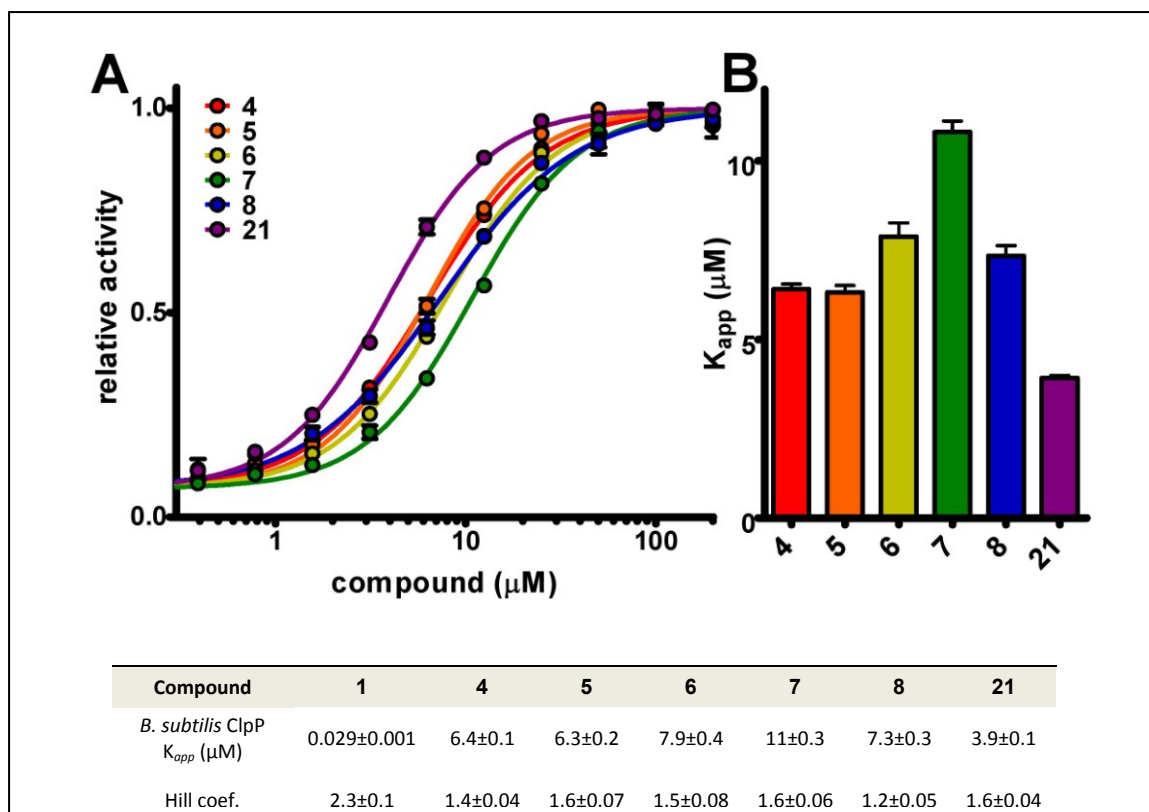 A
B
4
5
6
7
8
21
1.0
0.5
0.0
relative activity
1
10
100
compound (μM)
10
5
0
K_app (μM)
4
5
6
7
8
21
Compound 1 4 5 6 7 8 21
B. subtilis ClpP
K_app (μM) 0.029±0.001 6.4±0.1 6.3±0.2 7.9±0.4 11±0.3 7.3±0.3 3.9±0.1
Hill coef. 2.3±0.1 1.4±0.04 1.6±0.07 1.5±0.08 1.6±0.06 1.2±0.05 1.6±0.04